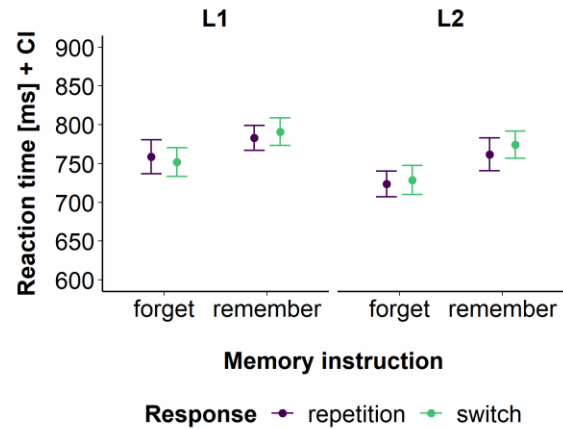 L1 L2
Reaction time [ms] + CI
900
850
800
750
700
650
600
forget remember forget remember
Memory instruction
Response repetition switch